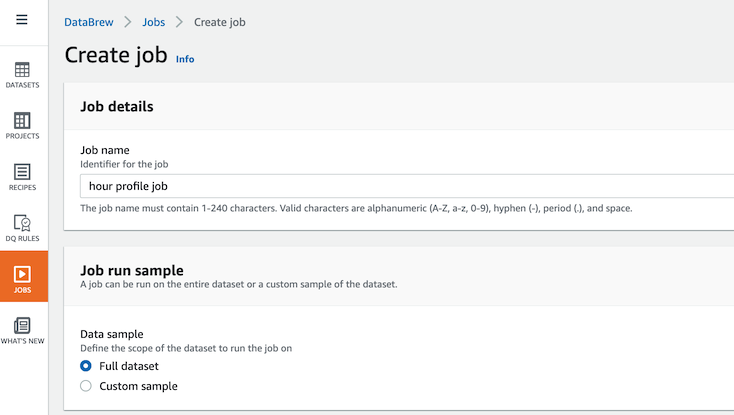 DataBrew > Jobs > Create job
Create job Info
DATASETS
PROJECTS
RECIPES
DQ RULES
JOBS
WHAT'S NEW
Job details
Job name
Identifier for the job
hour profile job
The job name must contain 1-240 characters. Valid characters are alphanumeric (A-Z, a-z, 0-9), hyphen (-), period (.), and space.
Job run sample
A job can be run on the entire dataset or a custom sample of the dataset.
Data sample
Define the scope of the dataset to run the job on
Full dataset
Custom sample